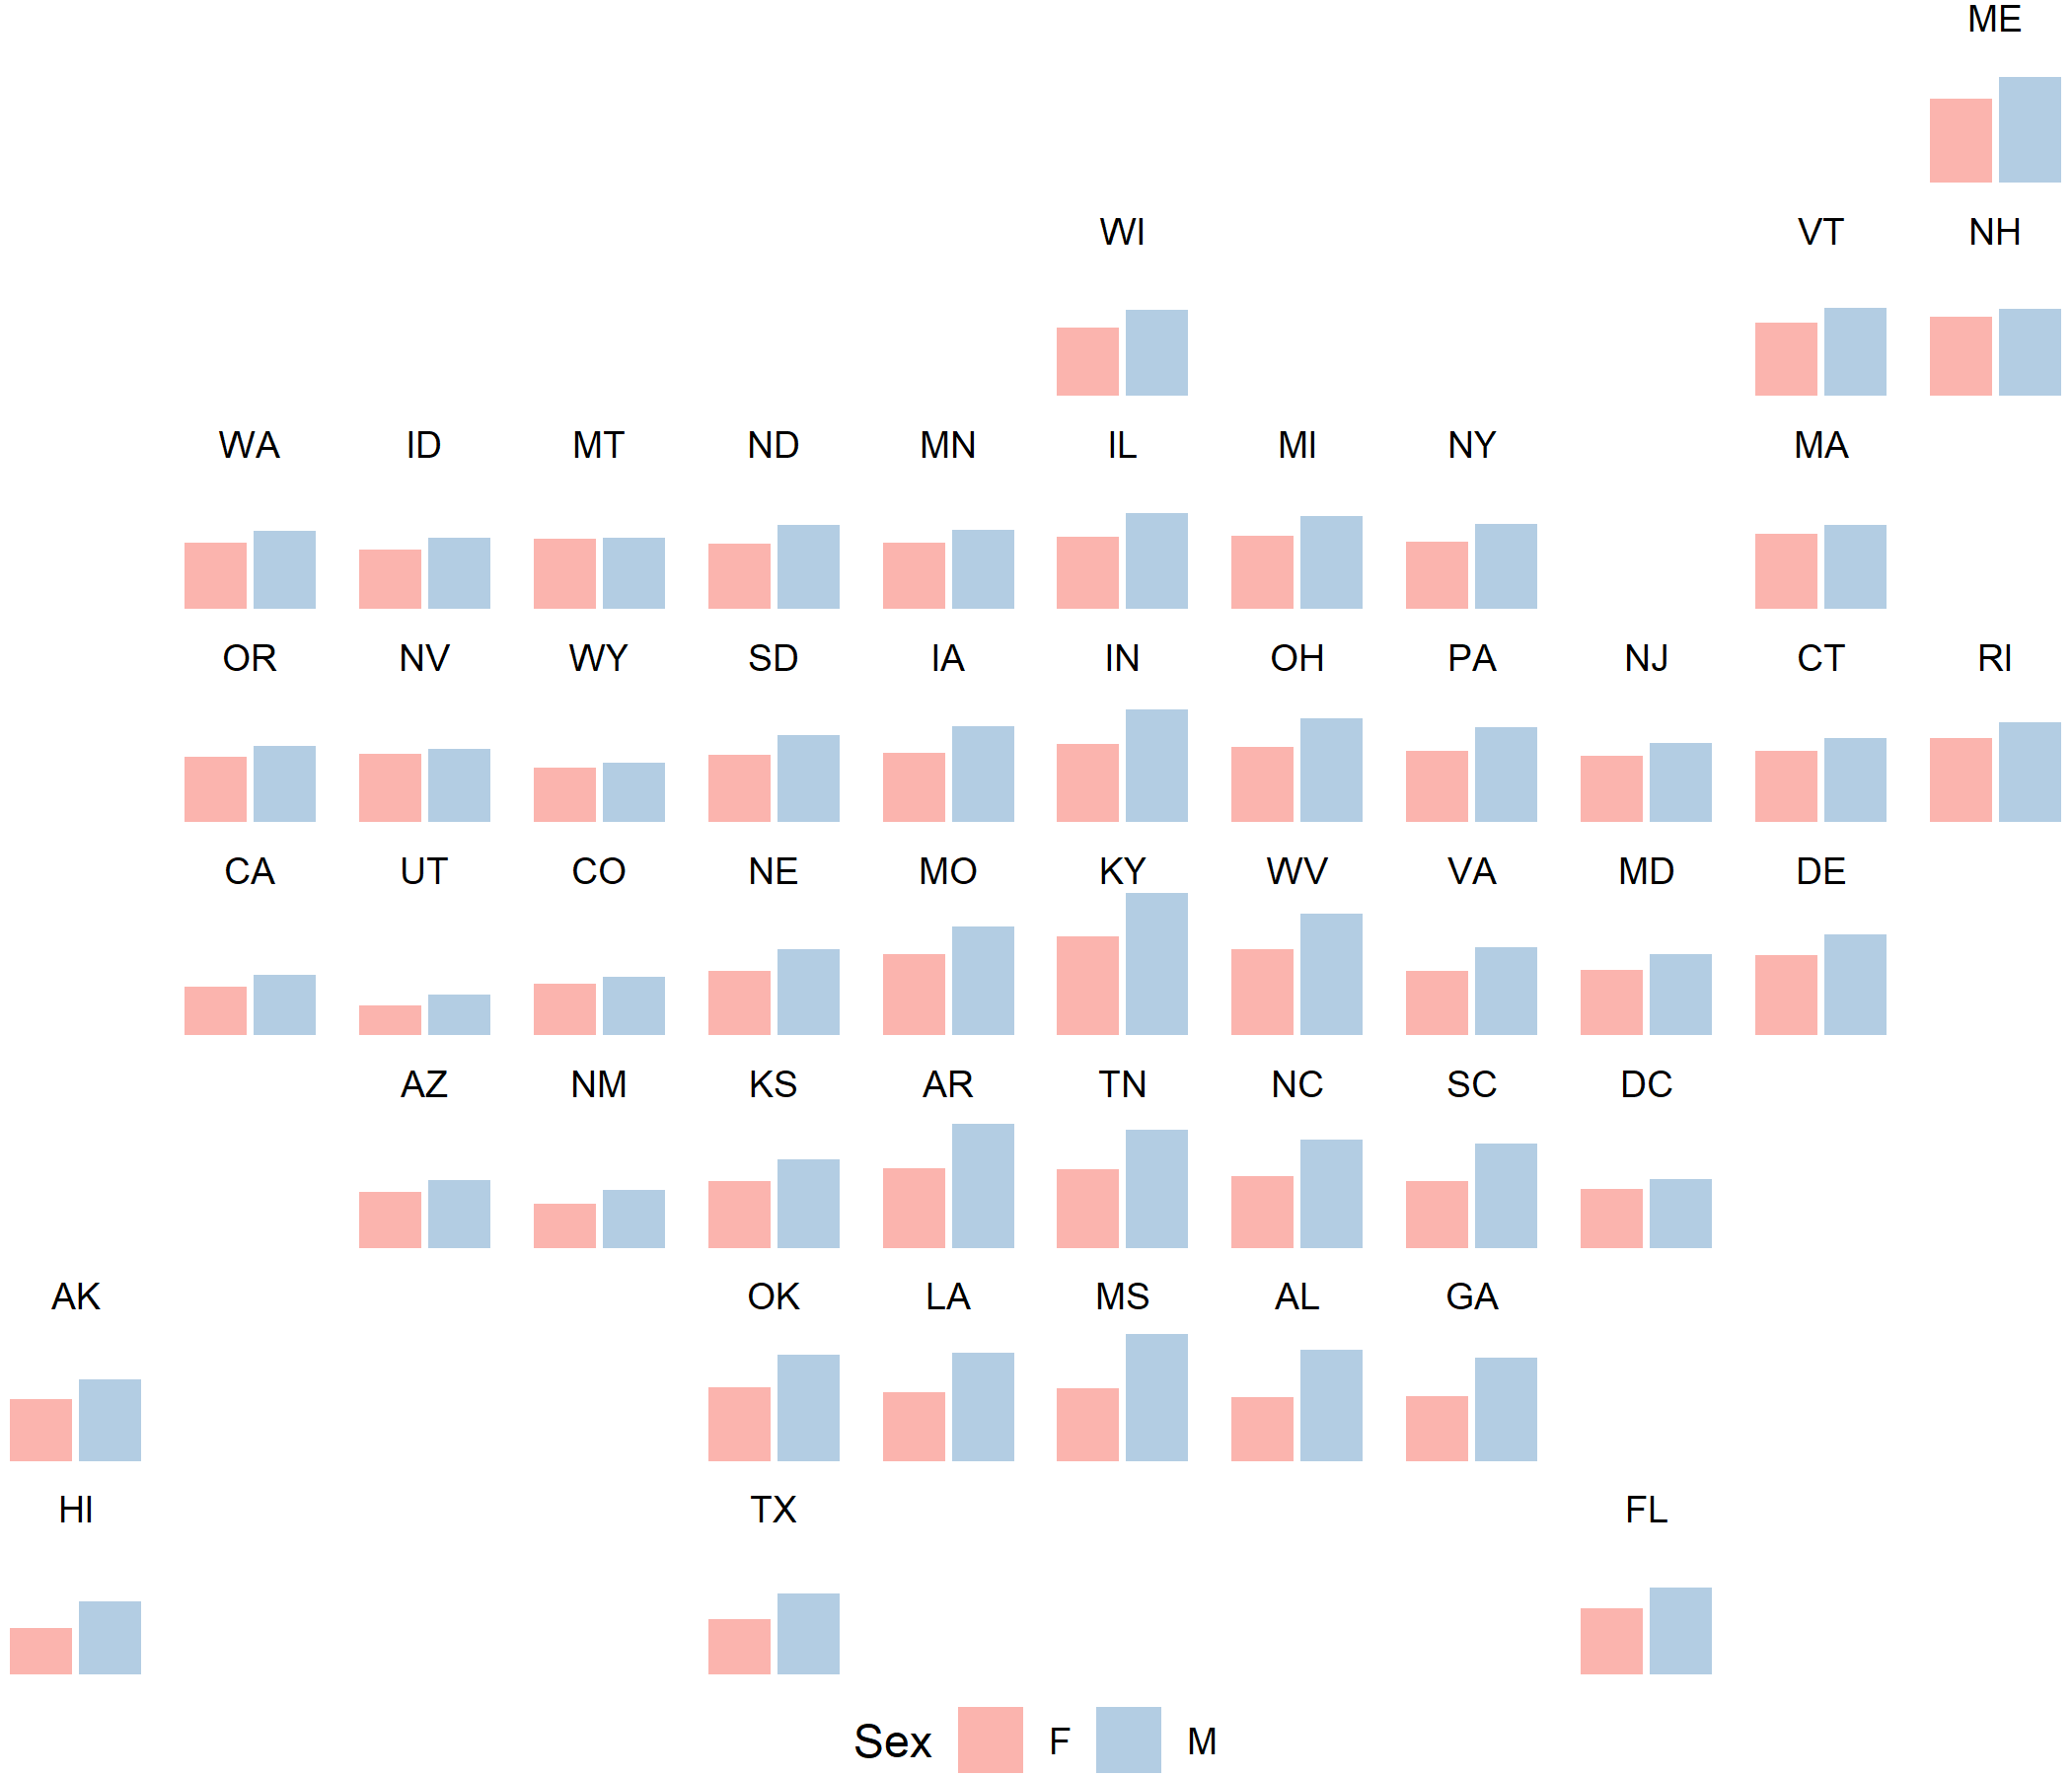 ME
WI VT NH
WA ID MT ND MN IL MI NY MA
OR NV WY SD IA IN OH PA NJ CT RI
CA UT CO NE MO KY WV VA MD DE
AZ NM KS AR TN NC SC DC
AK OK LA MS AL GA
HI TX FL
Sex F M